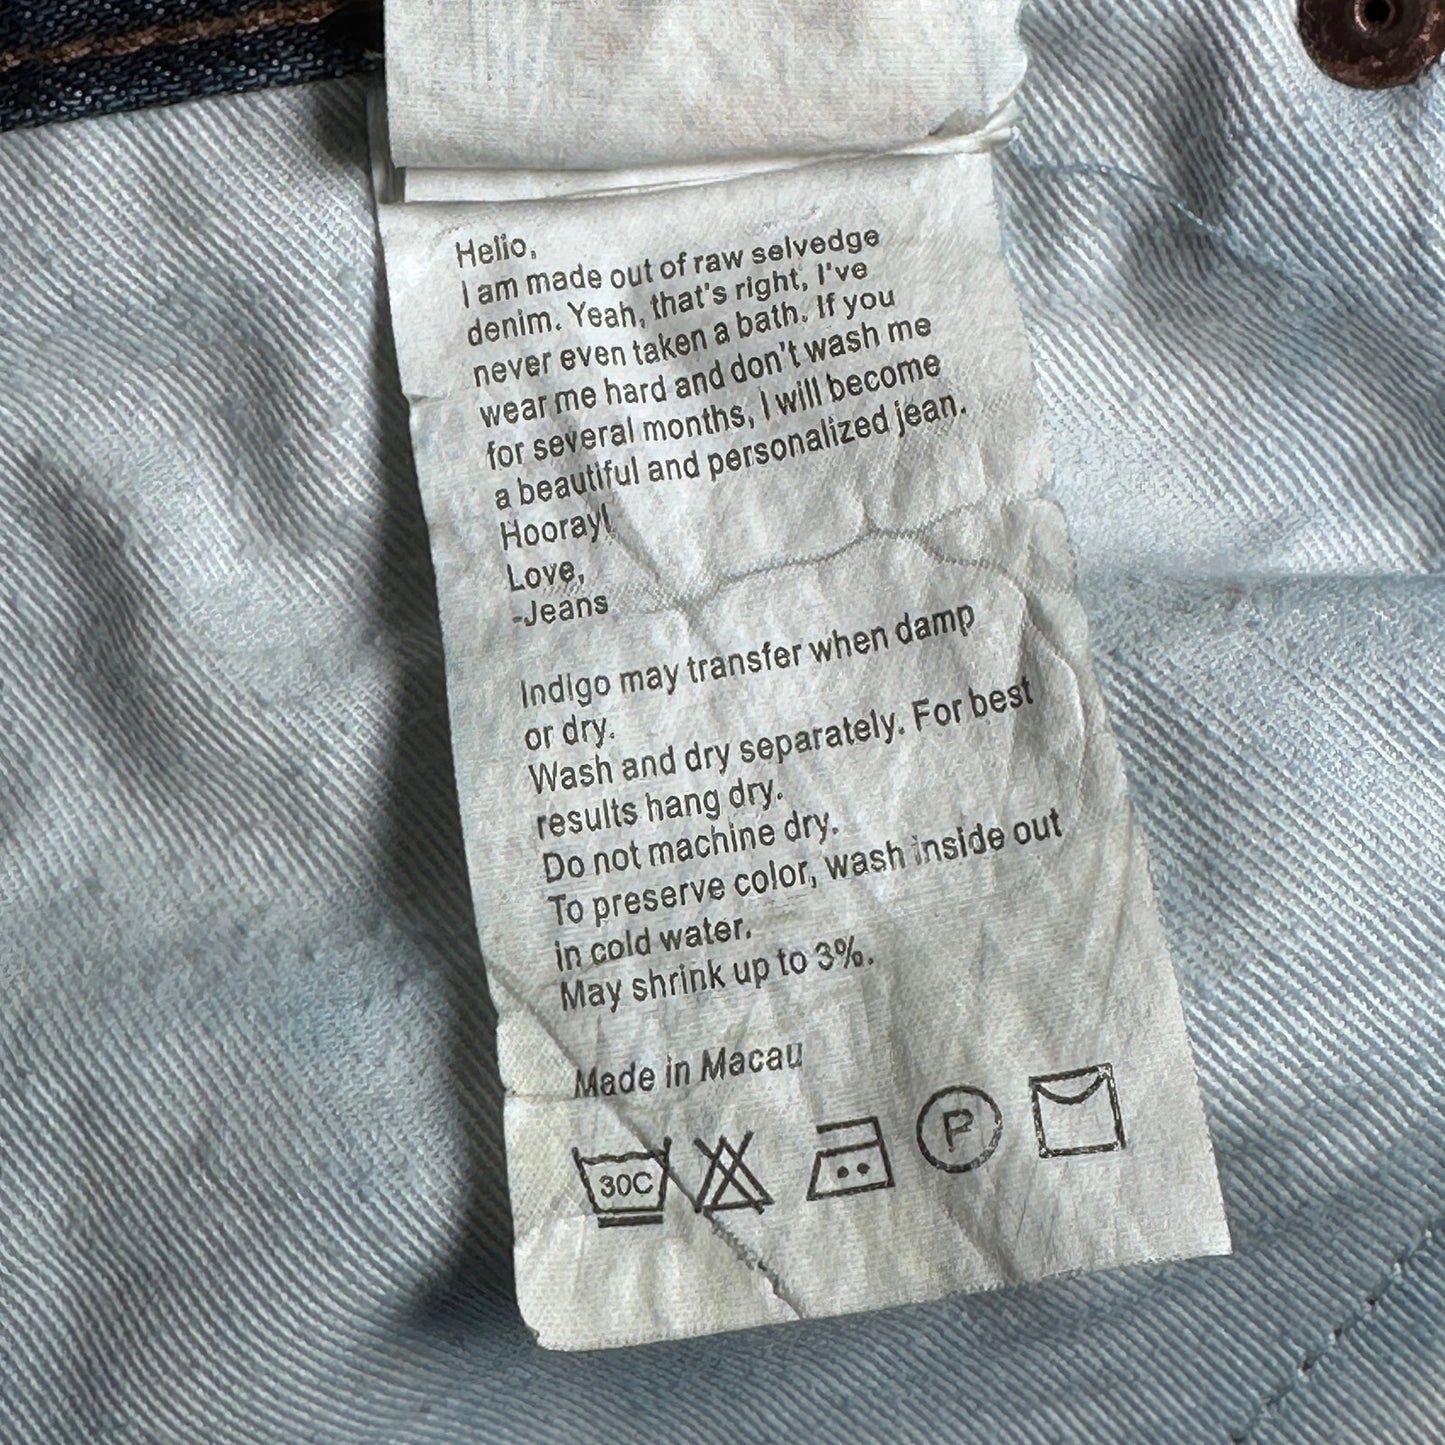 Hello,
I am made out of raw selvedge
denim. Yeah, that's right, I've
never even taken a bath. If you
wear me hard and don't wash me
for several months, I will become
a beautiful and personalized jean.
Hooray!
Love,
-Jeans
Indigo may transfer when damp
or dry.
Wash and dry separately. For best
results hang dry.
Do not machine dry.
To preserve color, wash inside out
in cold water.
May shrink up to 3%.
Made in Macau
30C P